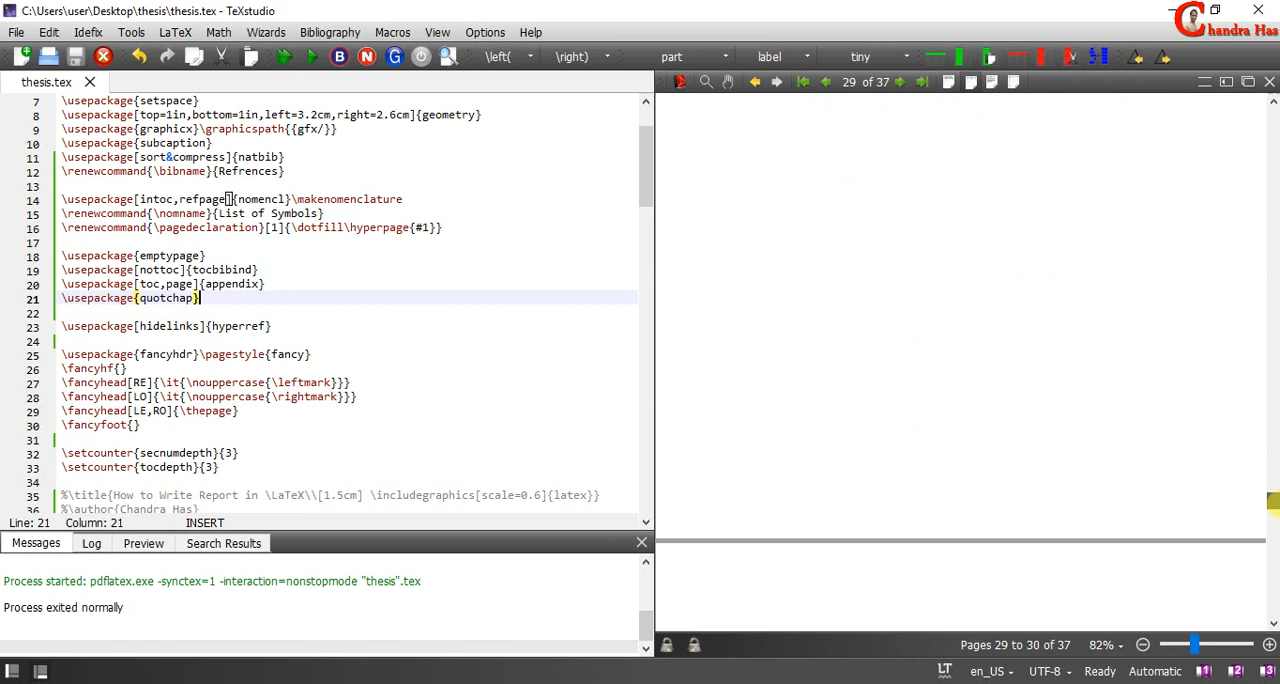 C:\Users\user\Desktop\thesis\thesis.tex - TeXstudio
Chandra Has
File Edit Idefix Tools LaTeX Math Wizards Bibliography Macros View Options Help
\left( \right) part label tiny
thesis.tex
29 of 37
7 \usepackage{setspace}
8 \usepackage[top=1in,bottom=1in,left=3.2cm,right=2.6cm]{geometry}
9 \usepackage{graphicx}\graphicspath{{gfx/}}
10 \usepackage{subcaption}
11 \usepackage[sort&compress]{natbib}
12 \renewcommand{\bibname}{Refrences}
13
14 \usepackage[intoc,refpage]{nomencl}\makenomenclature
15 \renewcommand{\nomname}{List of Symbols}
16 \renewcommand{\pagedeclaration}[1]{\dotfill\hyperpage{#1}}
17
18 \usepackage{emptypage}
19 \usepackage[nottoc]{tocbibind}
20 \usepackage[toc,page]{appendix}
21 \usepackage{quotchap}
22
23 \usepackage[hidelinks]{hyperref}
24
25 \usepackage{fancyhdr}\pagestyle{fancy}
26 \fancyhf{}
27 \fancyhead[RE]{\it{\nouppercase{\leftmark}}}
28 \fancyhead[LO]{\it{\nouppercase{\rightmark}}}
29 \fancyhead[LE,RO]{\thepage}
30 \fancyfoot{}
31
32 \setcounter{secnumdepth}{3}
33 \setcounter{tocdepth}{3}
34
35 %\title{How to Write Report in \LaTeX\\[1.5cm] \includegraphics[scale=0.6]{latex}}
36 %\author{Chandra Has}
Line: 21 Column: 21 INSERT
Messages Log Preview Search Results
Process started: pdflatex.exe -synctex=1 -interaction=nonstopmode "thesis".tex
Process exited normally
Pages 29 to 30 of 37 82%
LT en_US UTF-8 Ready Automatic 1 2 3